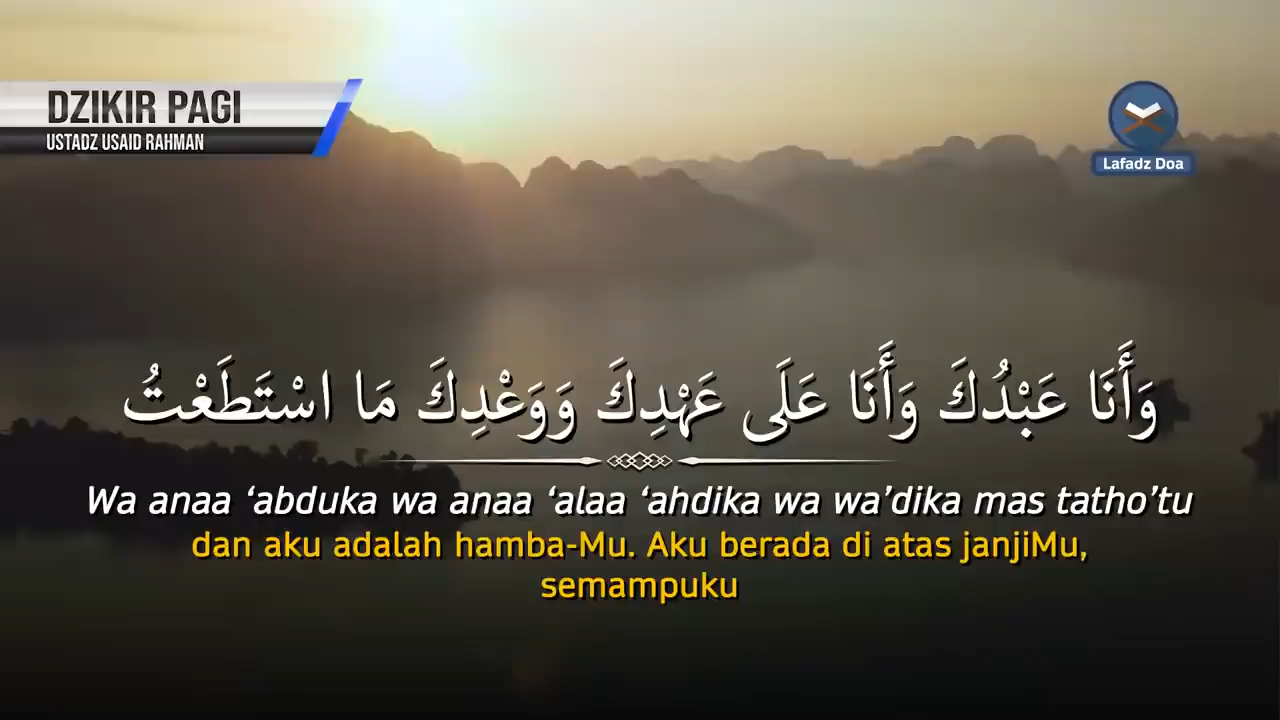 DZIKIR PAGI
USTADZ USAID RAHMAN
Lafadz Doa
وَأَنَا عَبْدُكَ وَأَنَا عَلَى عَهْدِكَ وَوَعْدِكَ مَا اسْتَطَعْتُ
Wa anaa ‘abduka wa anaa ‘alaa ‘ahdika wa wa’dika mas tatho’tu
dan aku adalah hamba-Mu. Aku berada di atas janjiMu,
semampuku